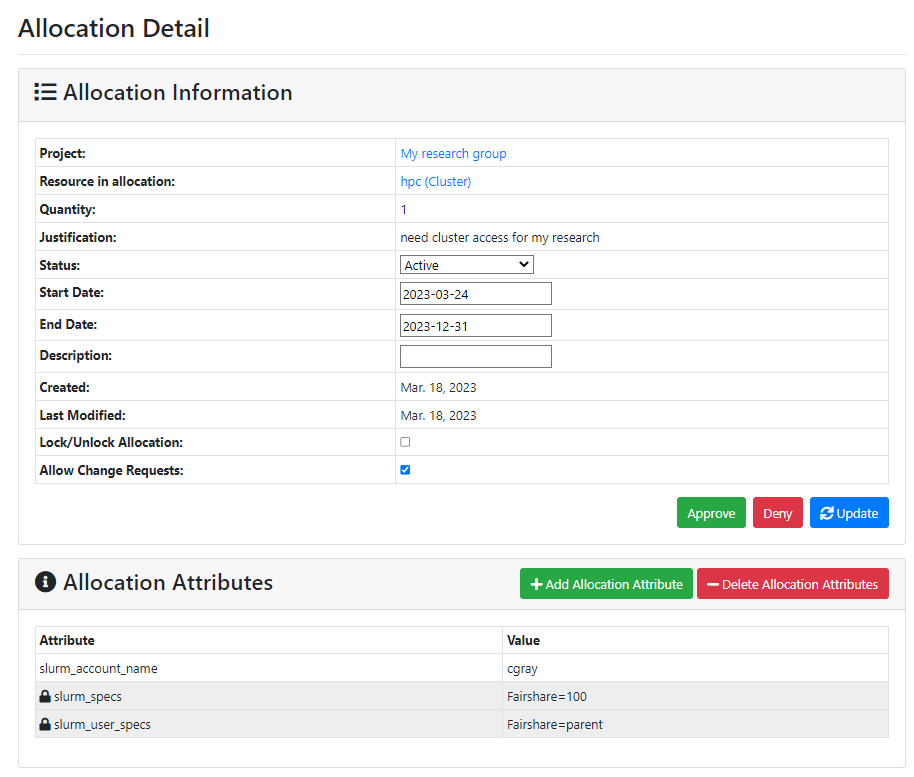 Allocation Detail
Allocation Information
Project: My research group
Resource in allocation: hpc (Cluster)
Quantity: 1
Justification: need cluster access for my research
Status: Active
Start Date: 2023-03-24
End Date: 2023-12-31
Description:
Created: Mar. 18, 2023
Last Modified: Mar. 18, 2023
Lock/Unlock Allocation:
Allow Change Requests:
Approve Deny Update
Allocation Attributes Add Allocation Attribute Delete Allocation Attributes
Attribute Value
slurm_account_name cgray
slurm_specs Fairshare=100
slurm_user_specs Fairshare=parent